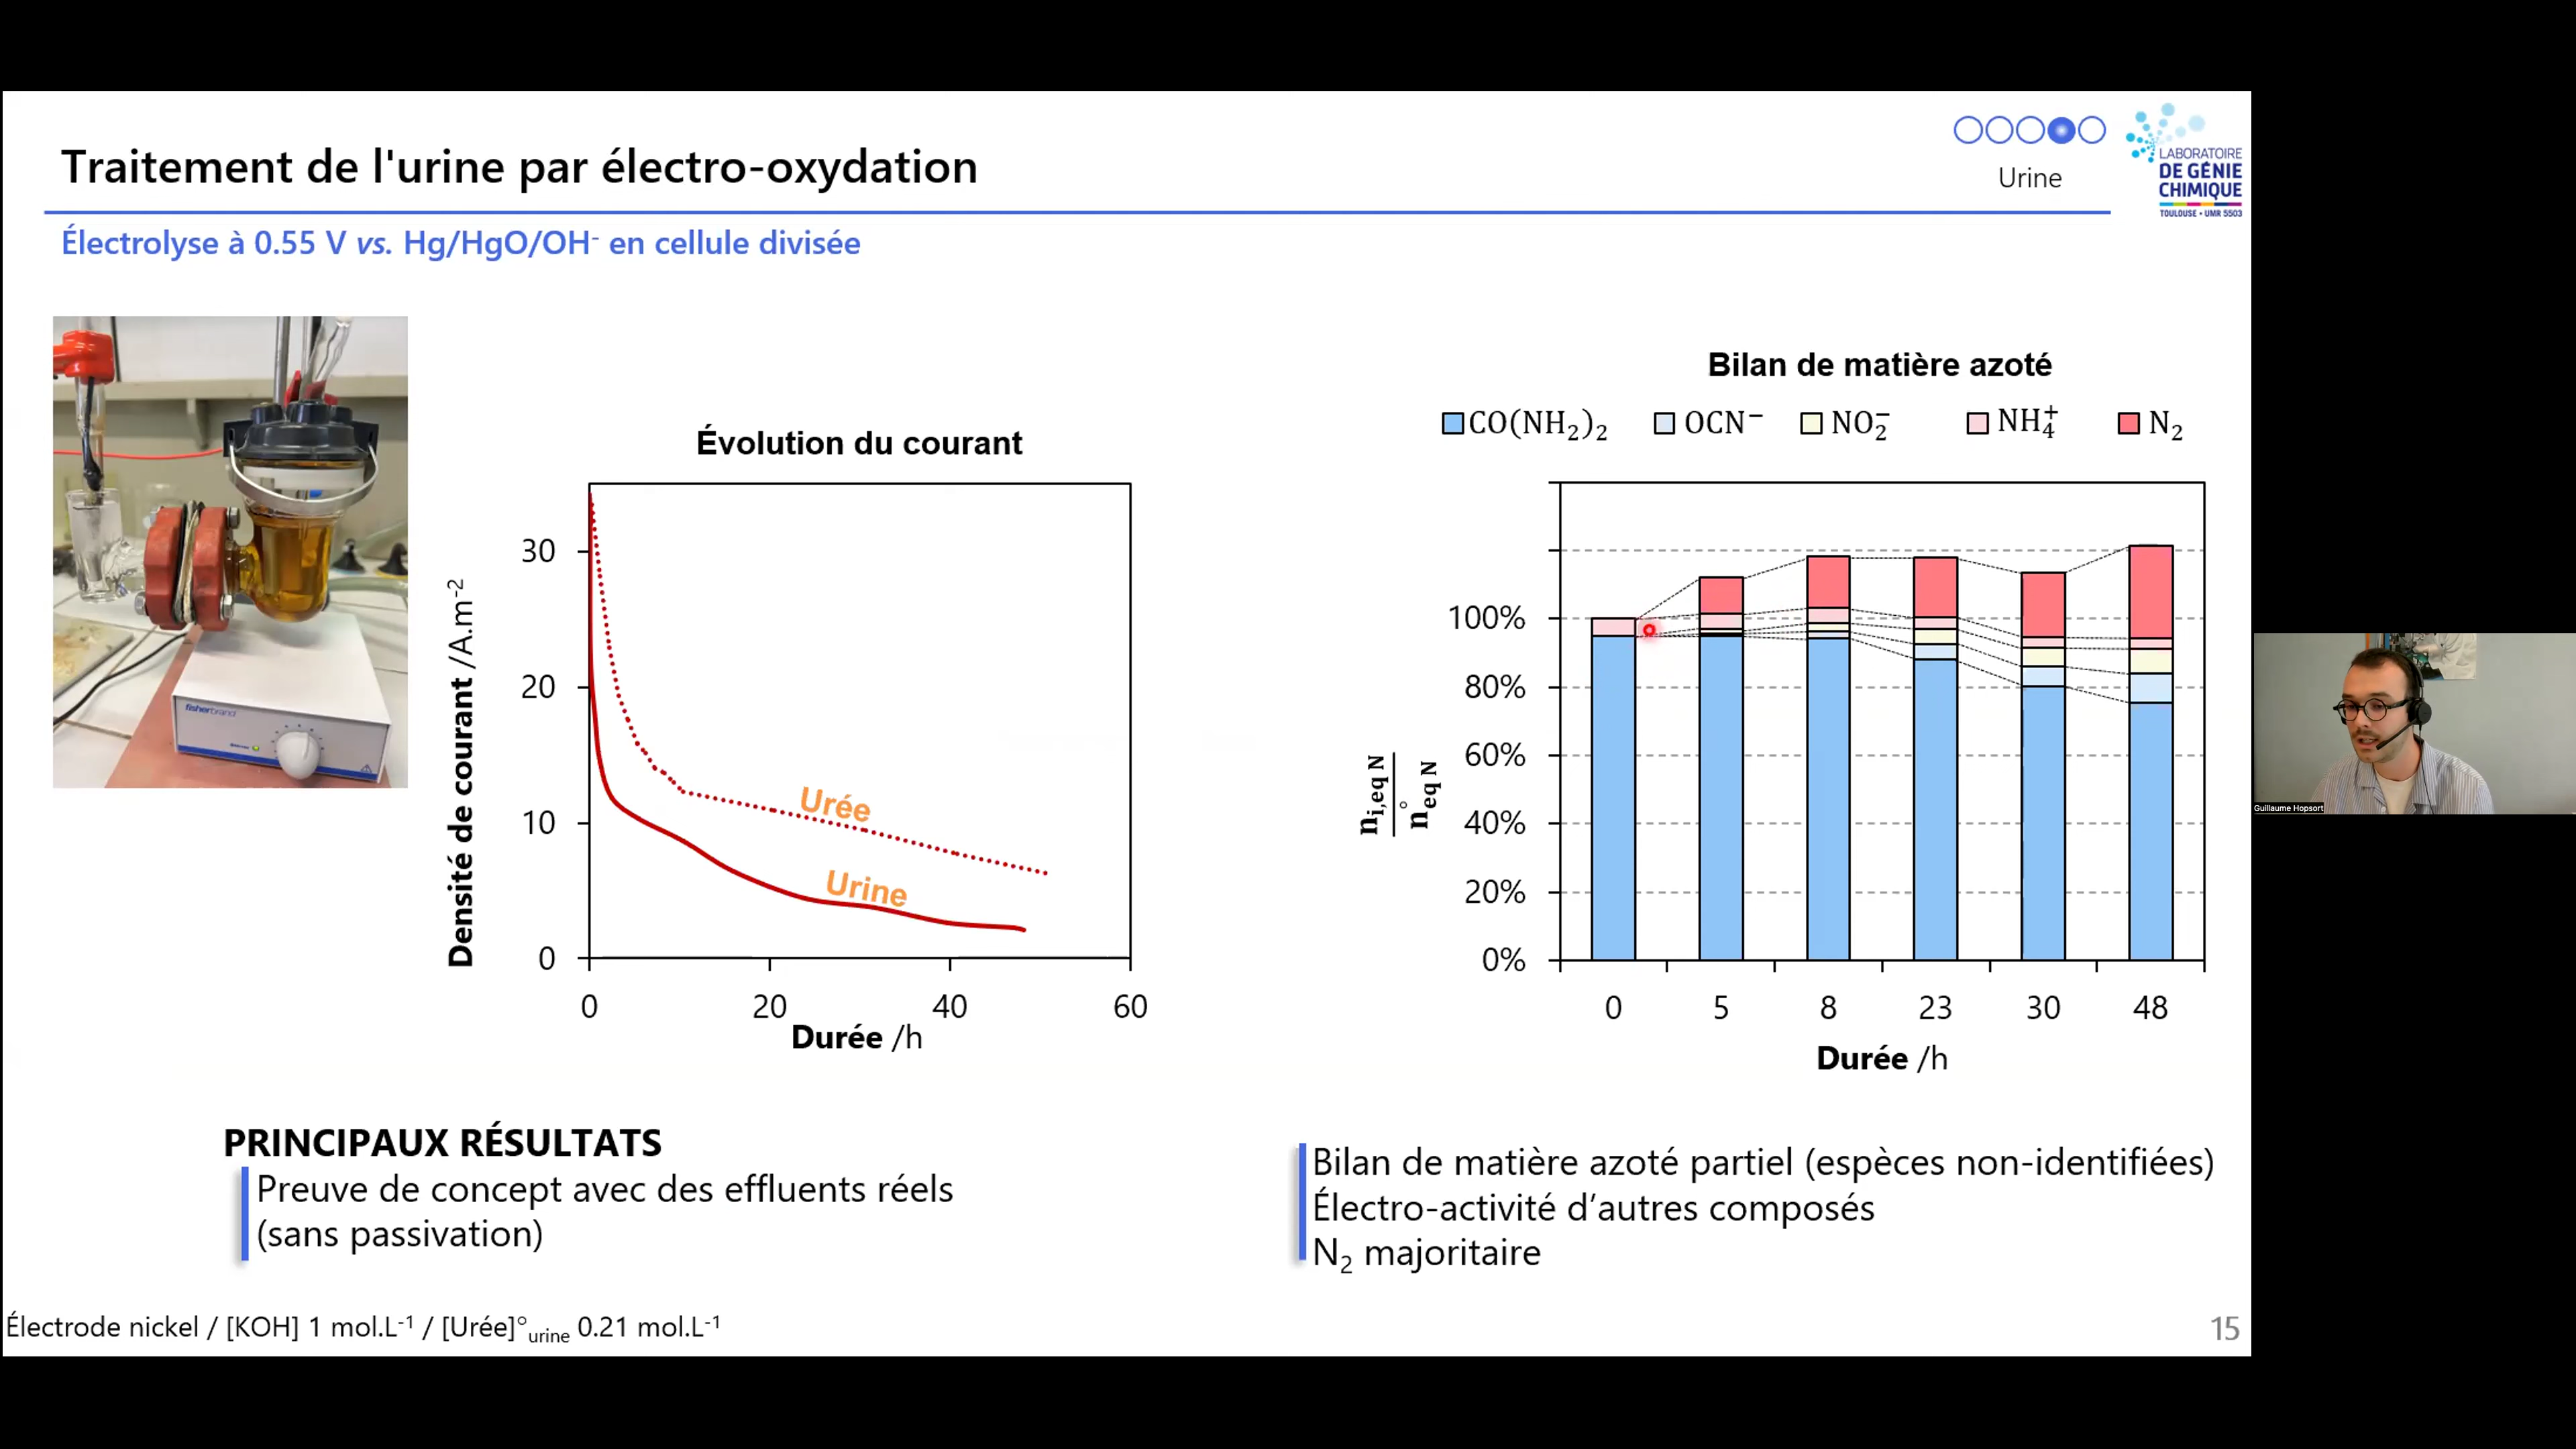 Traitement de l'urine par électro-oxydation
Urine
LABORATOIRE
DE GÉNIE
CHIMIQUE
TOULOUSE • UMR 5503
Électrolyse à 0.55 V vs. Hg/HgO/OH⁻ en cellule divisée
fisherbrand
Évolution du courant
Densité de courant /A.m⁻²
30
20
10
0
Urée
Urine
0 20 40 60
Durée /h
Bilan de matière azoté
CO(NH₂)₂ OCN⁻ NO₂⁻ NH₄⁺ N₂
n_i,eq N
n°_eq N
100%
80%
60%
40%
20%
0%
0 5 8 23 30 48
Durée /h
Guillaume Hopsort
PRINCIPAUX RÉSULTATS
Preuve de concept avec des effluents réels
(sans passivation)
Bilan de matière azoté partiel (espèces non-identifiées)
Électro-activité d’autres composés
N₂ majoritaire
Électrode nickel / [KOH] 1 mol.L⁻¹ / [Urée]°urine 0.21 mol.L⁻¹
15